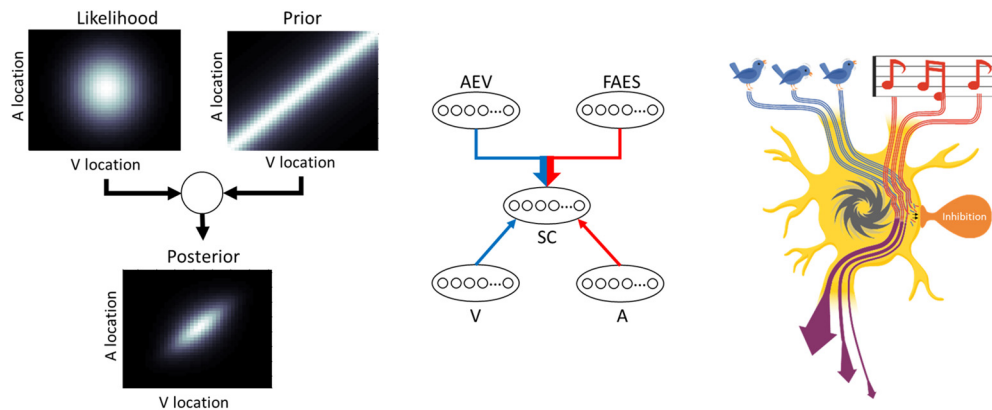 Likelihood
Prior
A location
A location
V location
V location
Posterior
A location
V location
AEV
FAES
SC
V
A
Inhibition